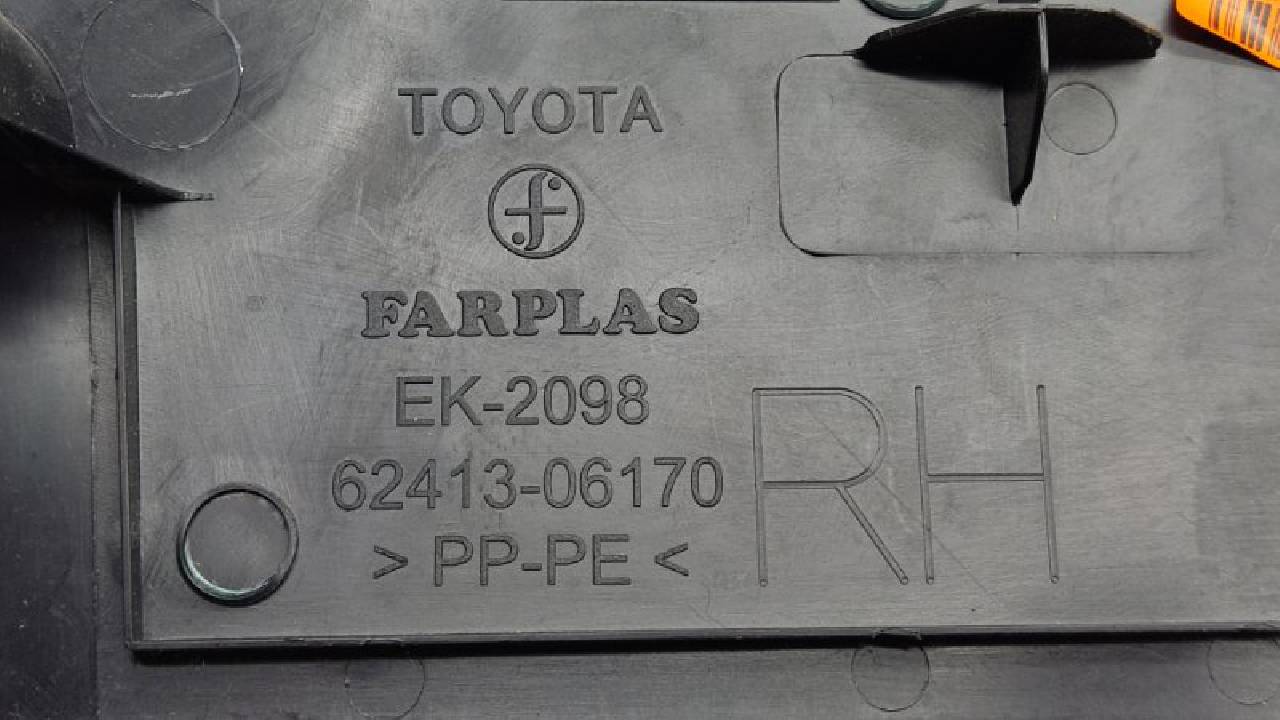 TOYOTA
f
FARPLAS
EK-2098
62413-06170
> PP-PE <
RH